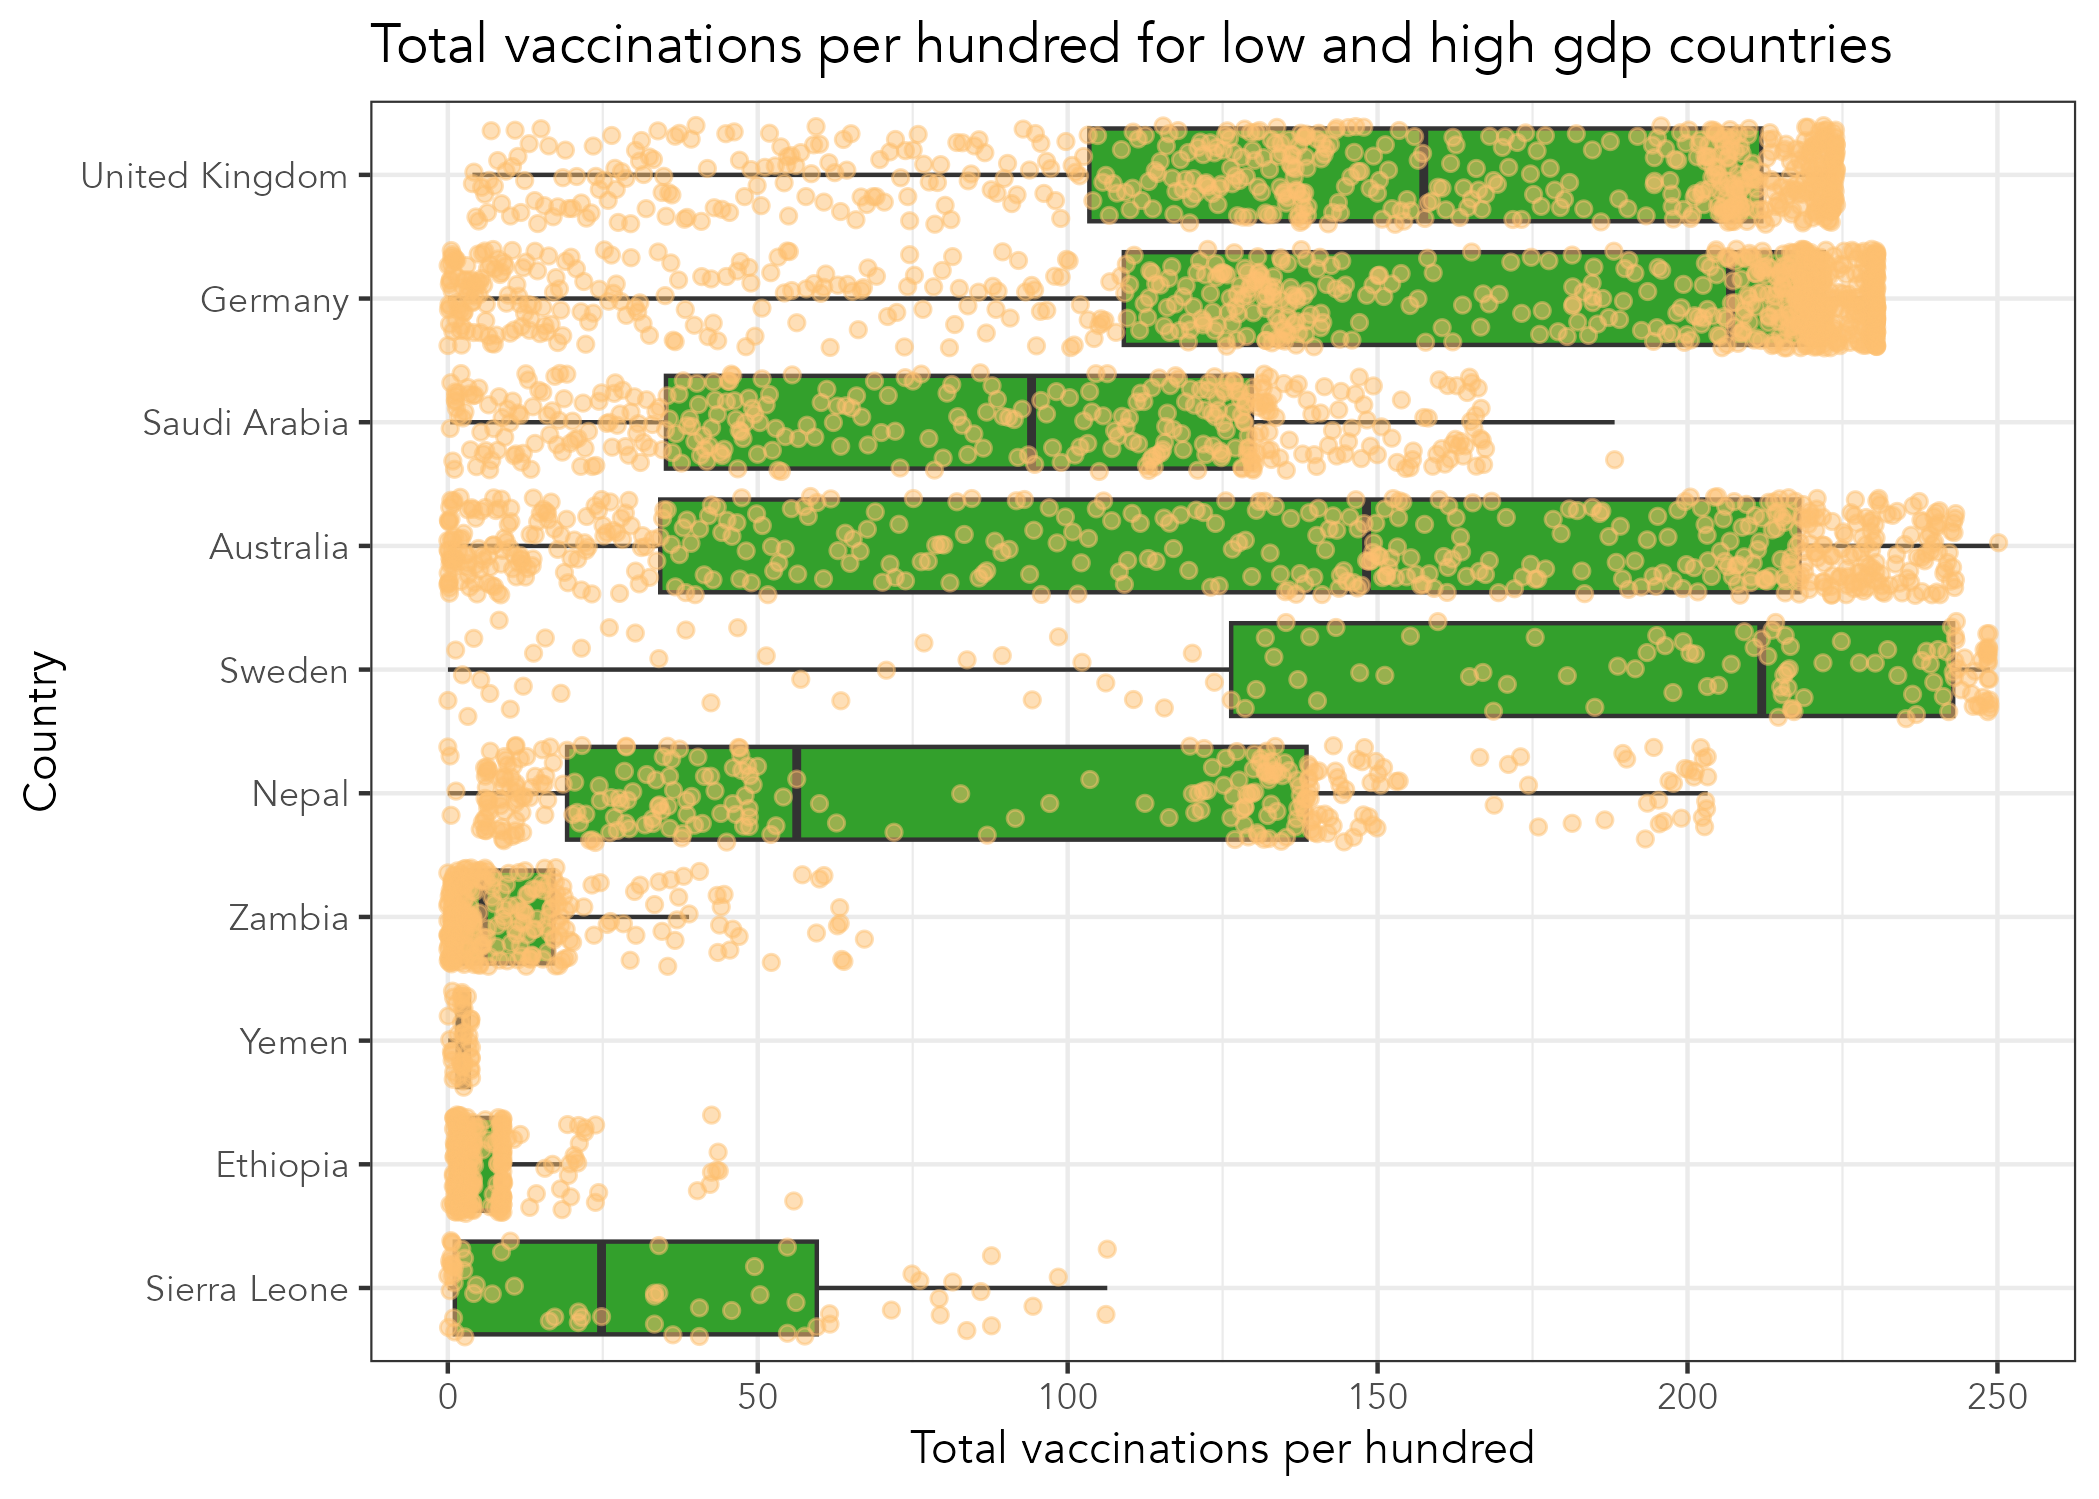 Total vaccinations per hundred for low and high gdp countries
Country
United Kingdom
Germany
Saudi Arabia
Australia
Sweden
Nepal
Zambia
Yemen
Ethiopia
Sierra Leone
0 50 100 150 200 250
Total vaccinations per hundred